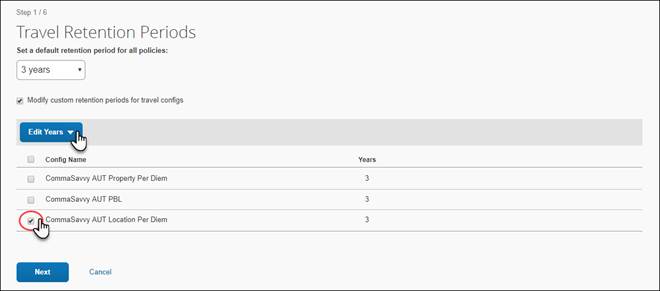 Step 1 / 6
Travel Retention Periods
Set a default retention period for all policies:
3 years
Modify custom retention periods for travel configs
Edit Years
Config Name Years
CommaSavvy AUT Property Per Diem 3
CommaSavvy AUT PBL 3
CommaSavvy AUT Location Per Diem 3
Next Cancel